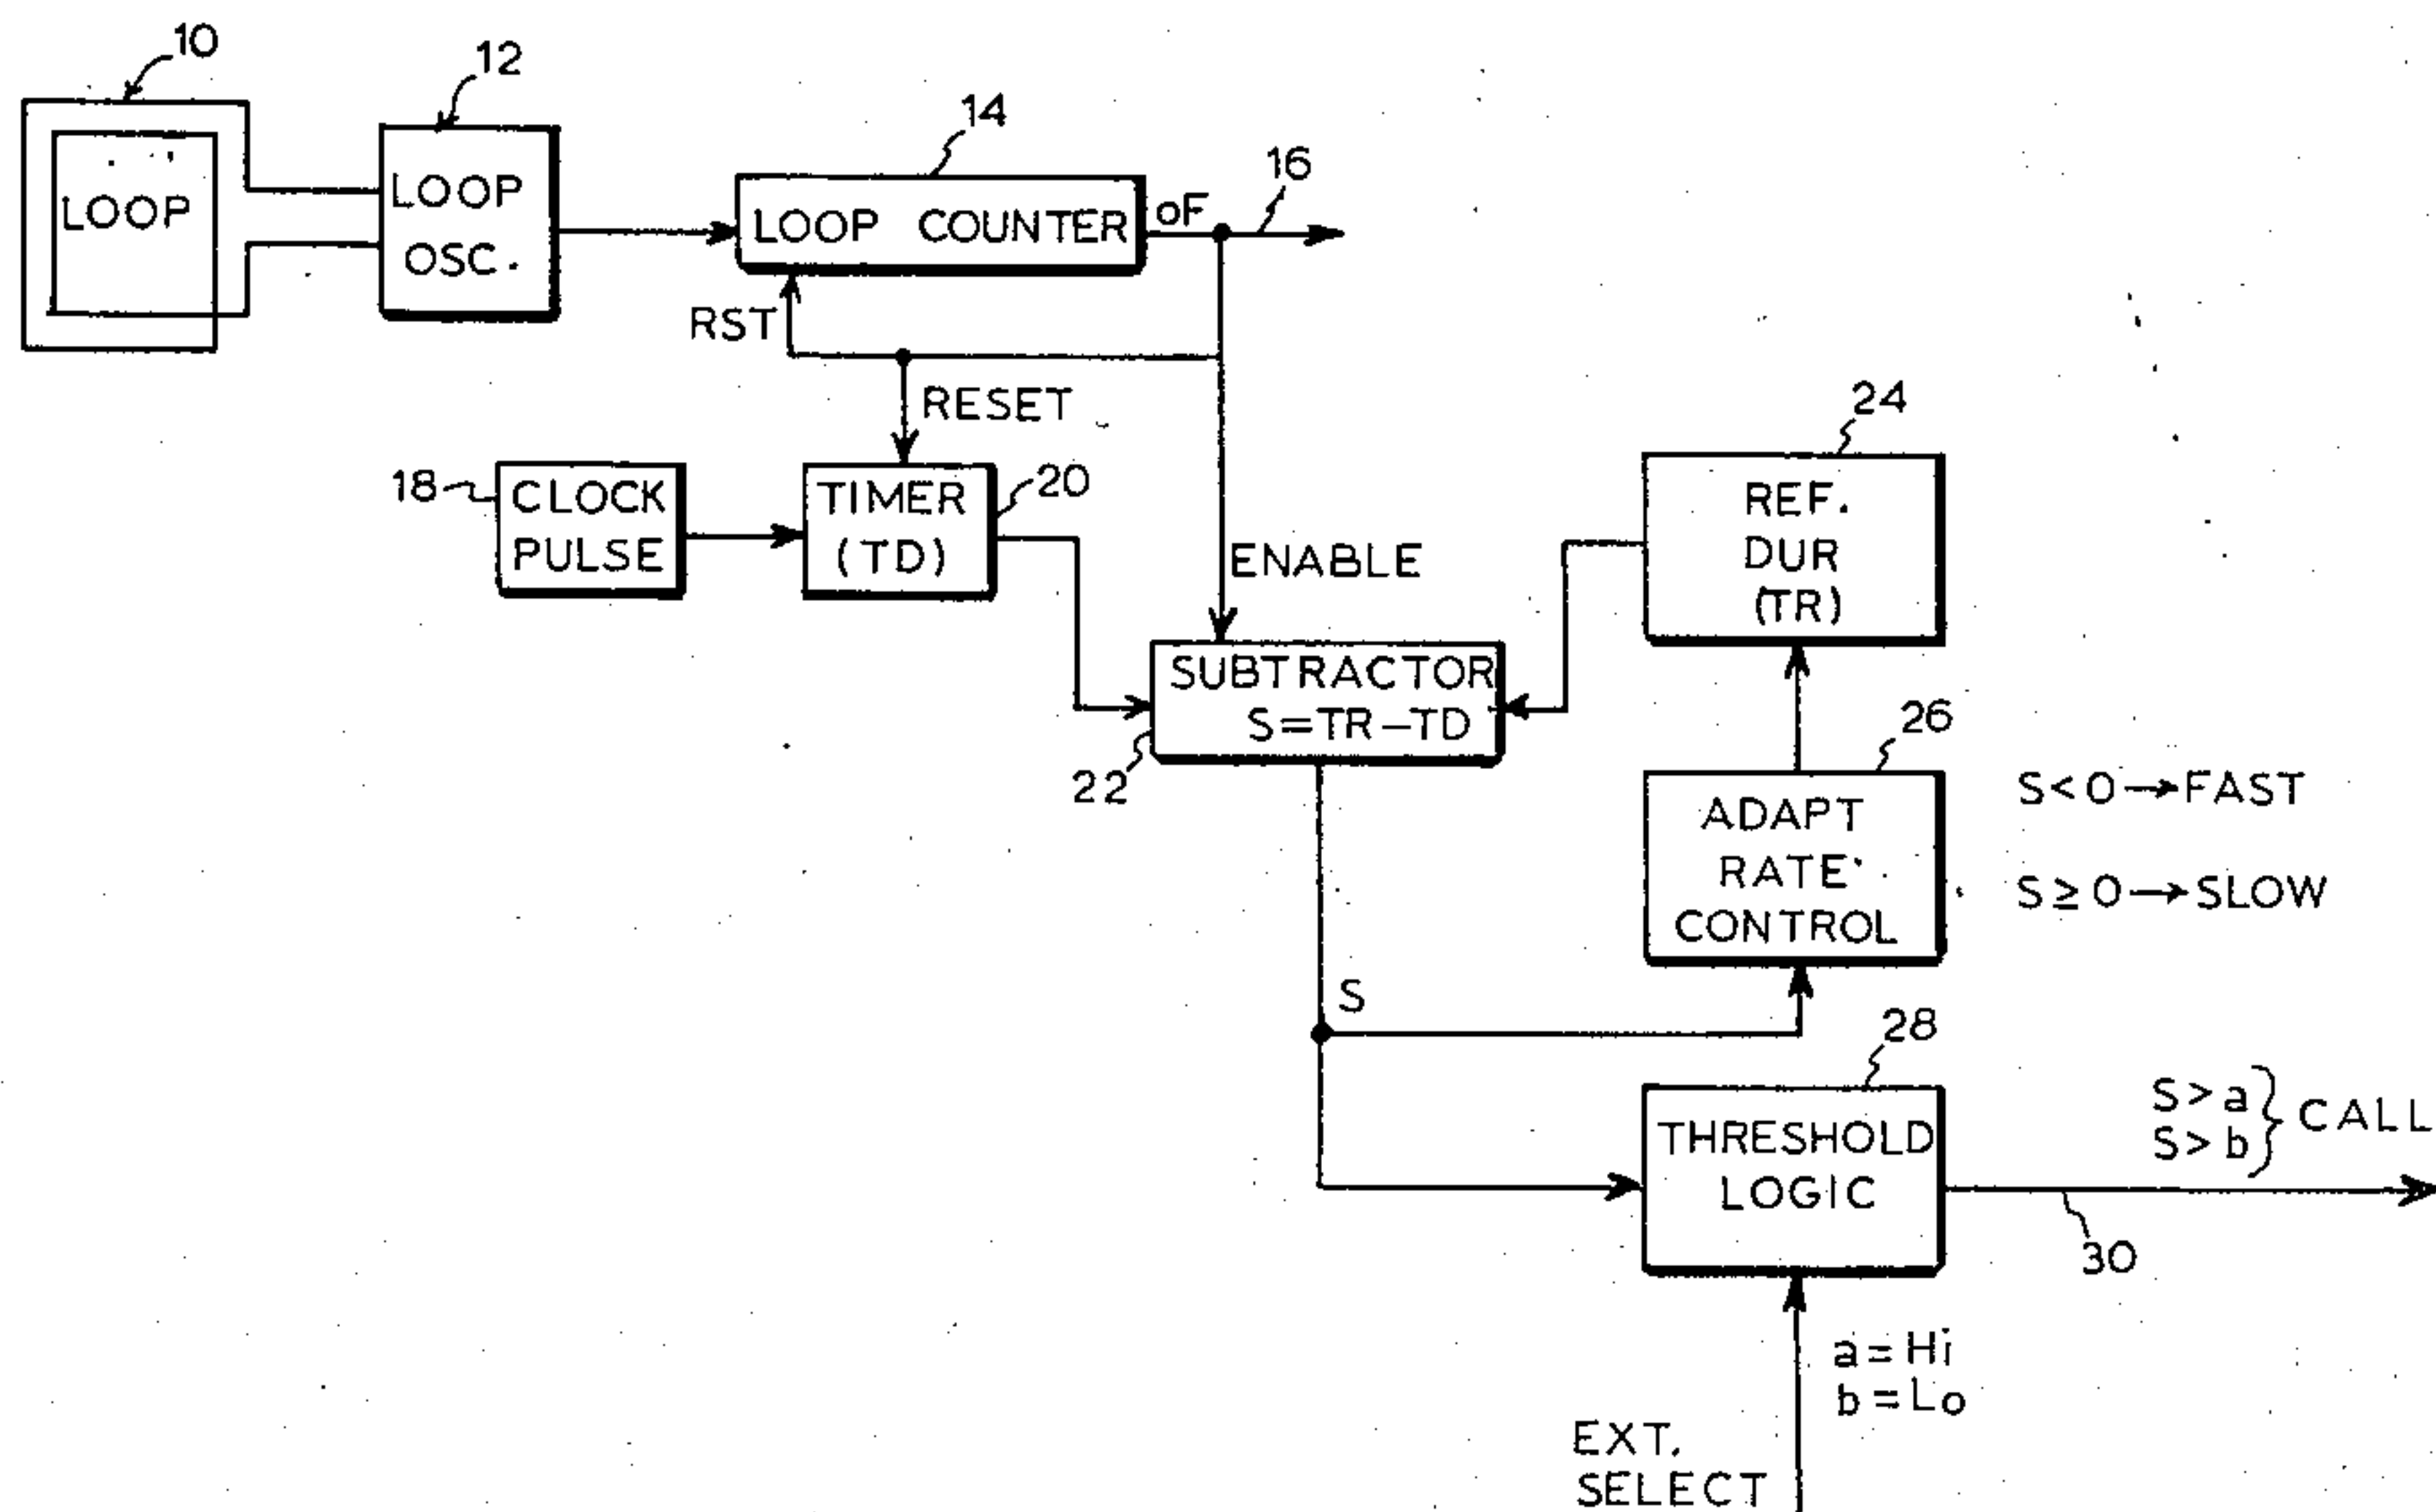 10
12
14
16
LOOP
LOOP
OSC.
LOOP COUNTER
OF
RST
RESET
24
18
CLOCK
PULSE
TIMER
(TD)
20
ENABLE
REF.
DUR
(TR)
SUBTRACTOR
S=TR-TD
22
26
ADAPT
RATE
CONTROL
S<0→FAST
S≥0→SLOW
S
28
THRESHOLD
LOGIC
S>a
S>b
} CALL
30
a=Hi
b=Lo
EXT.
SELECT